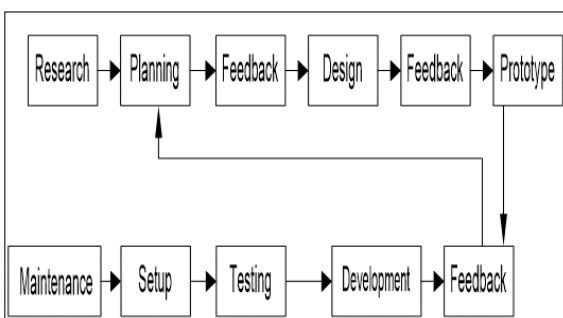 Research
Planning
Feedback
Design
Feedback
Prototype
Maintenance
Setup
Testing
Development
Feedback